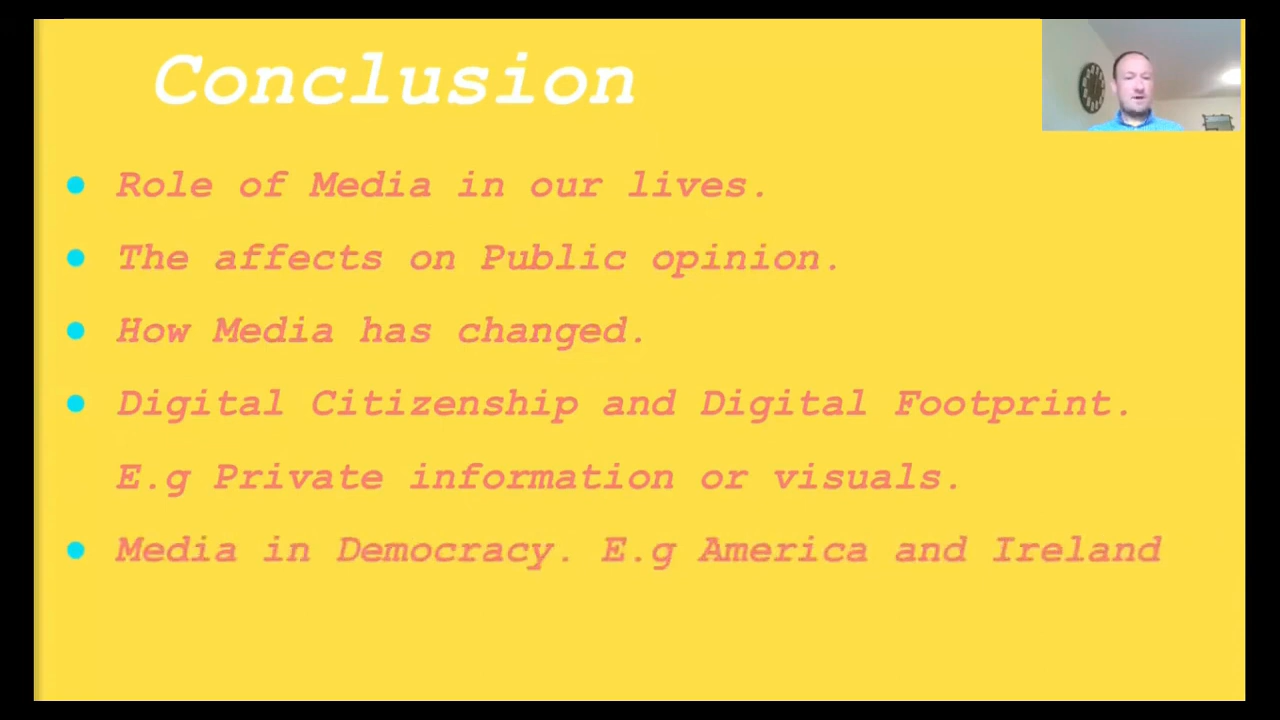 Conclusion
Role of Media in our lives.
The affects on Public opinion.
How Media has changed.
Digital Citizenship and Digital Footprint.
E.g Private information or visuals.
Media in Democracy. E.g America and Ireland